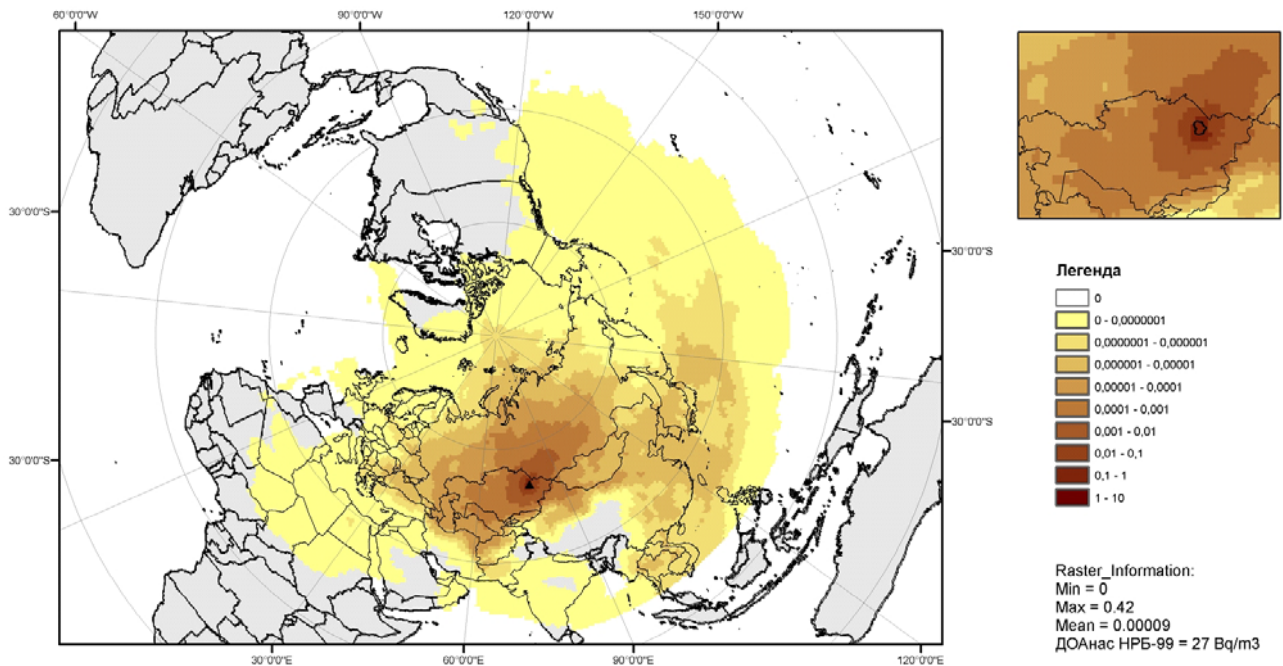 60°0'0"W
90°0'0"W
120°0'0"W
150°0'0"W
30°0'0"S
30°0'0"S
30°0'0"S
30°0'0"S
30°0'0"E
60°0'0"E
90°0'0"E
120°0'0"E
Легенда
0
0 - 0,0000001
0,0000001 - 0,000001
0,000001 - 0,00001
0,00001 - 0,0001
0,0001 - 0,001
0,001 - 0,01
0,01 - 0,1
0,1 - 1
1 - 10
Raster_Information:
Min = 0
Max = 0.42
Mean = 0.00009
ДОАнас НРБ-99 = 27 Bq/m3